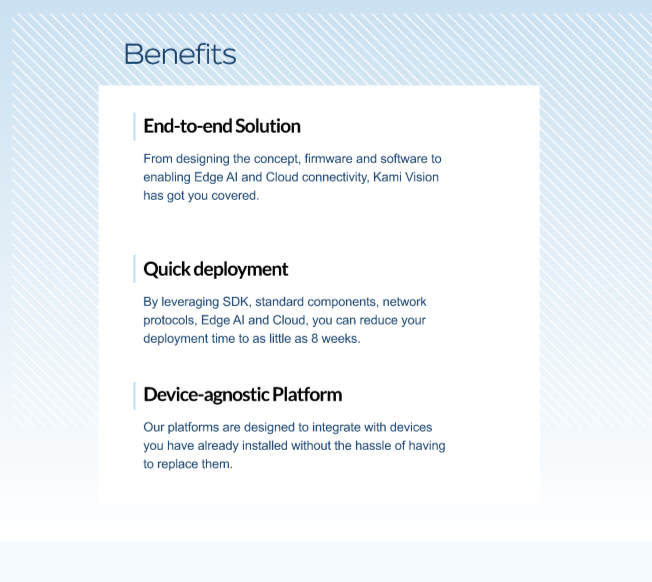 Benefits
End-to-end Solution
From designing the concept, firmware and software to
enabling Edge AI and Cloud connectivity, Kami Vision
has got you covered.
Quick deployment
By leveraging SDK, standard components, network
protocols, Edge AI and Cloud, you can reduce your
deployment time to as little as 8 weeks.
Device-agnostic Platform
Our platforms are designed to integrate with devices
you have already installed without the hassle of having
to replace them.